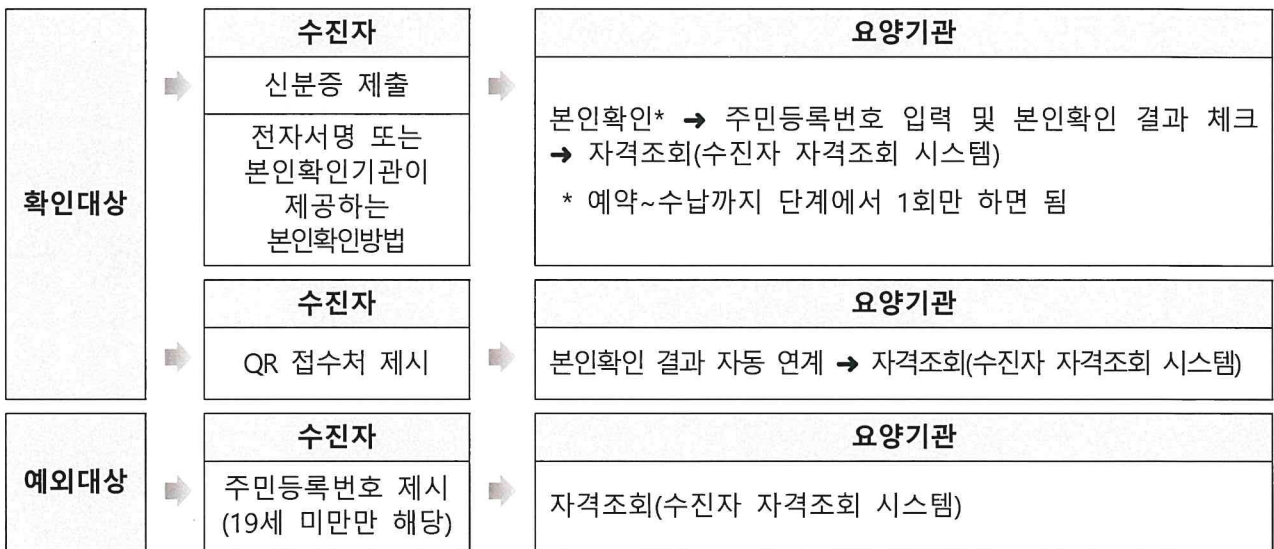 확인대상
수진자
요양기관
신분증 제출
전자서명 또는
본인확인기관이
제공하는
본인확인방법
본인확인* ➔ 주민등록번호 입력 및 본인확인 결과 체크
➔ 자격조회(수진자 자격조회 시스템)
* 예약~수납까지 단계에서 1회만 하면 됨
수진자
요양기관
QR 접수처 제시
본인확인 결과 자동 연계 ➔ 자격조회(수진자 자격조회 시스템)
예외대상
수진자
요양기관
주민등록번호 제시
(19세 미만만 해당)
자격조회(수진자 자격조회 시스템)